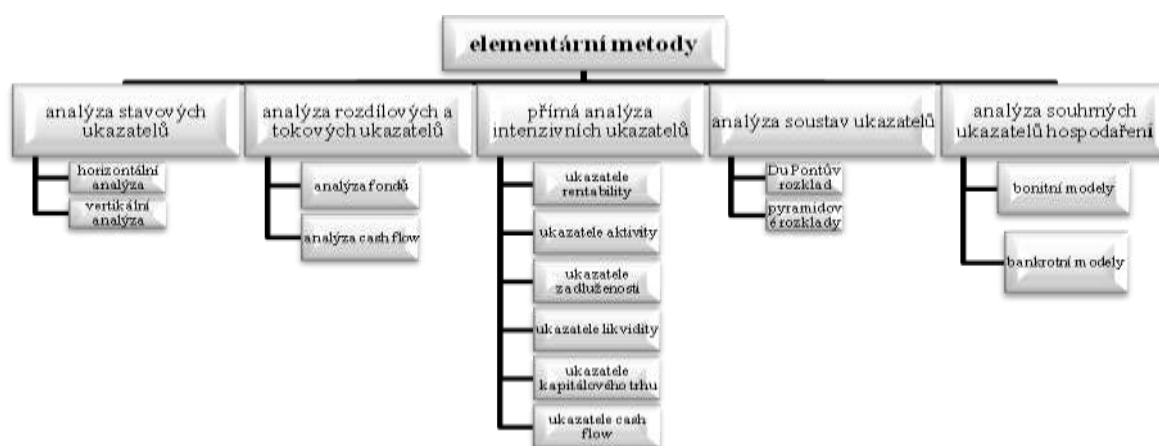 elementární metody
analýza stavových
ukazatelů
horizontální
analýza
vertikální
analýza
analýza rozdílových a
tokových ukazatelů
analýza fondů
analýza cash flow
přímá analýza
intenzivních ukazatelů
ukazatele
rentability
ukazatele aktivity
ukazatele
zadluženosti
ukazatele likvidity
ukazatele
kapitálového trhu
ukazatele cash
flow
analýza soustav ukazatelů
Du Pontův
rozklad
pyramidov
é rozklady
analýza souhrných
ukazatelů hospodaření
bonitní modely
bankrotní modely